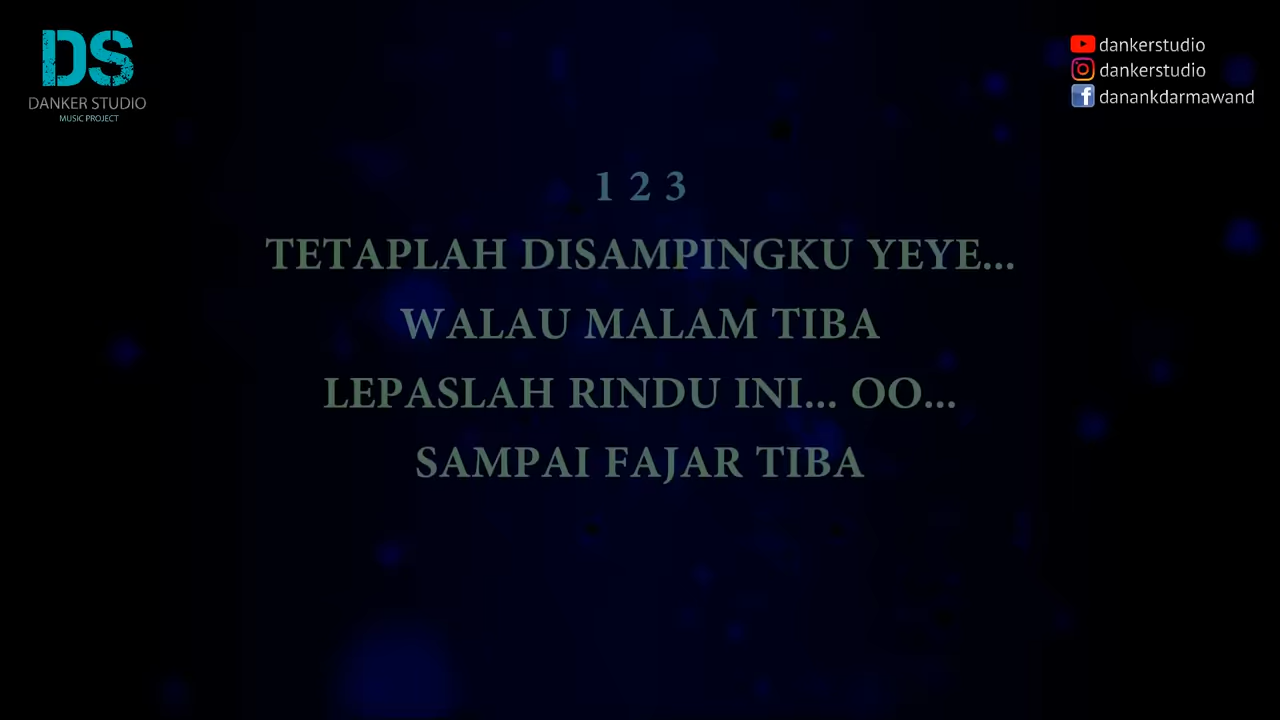 DS
DANKER STUDIO
MUSIC PROJECT
dankerstudio
dankerstudio
danankdarmawand
1 2 3
TETAPLAH DISAMPINGKU YEYE...
WALAU MALAM TIBA
LEPASLAH RINDU INI... OO...
SAMPAI FAJAR TIBA